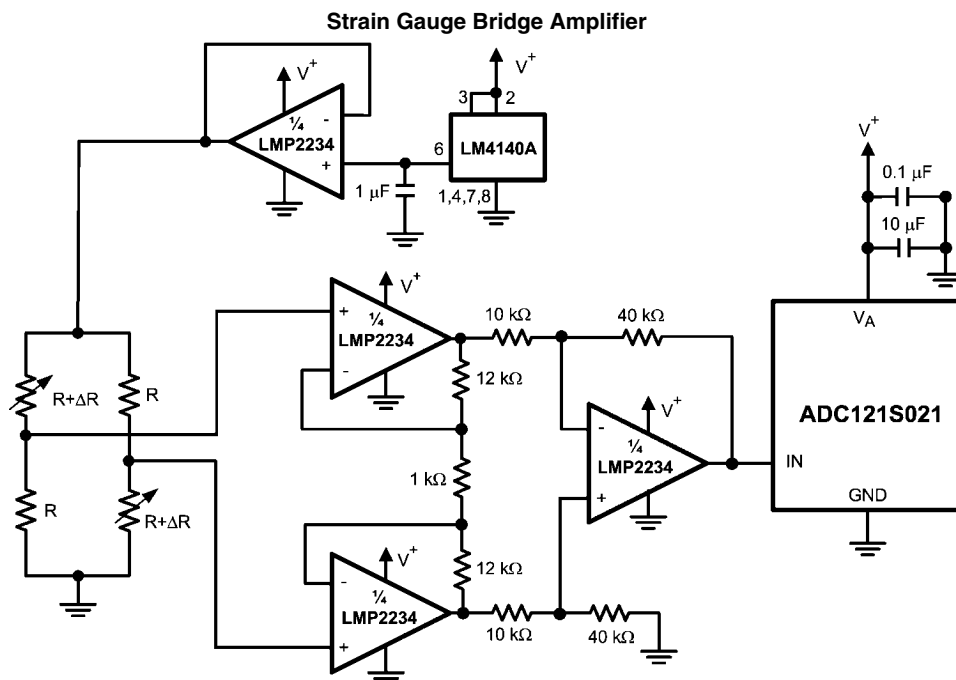 Strain Gauge Bridge Amplifier
V+
V+
3
2
-
¼
LMP2234
+
6
LM4140A
1 µF
1,4,7,8
V+
0.1 µF
10 µF
V+
+
¼
LMP2234
-
10 kΩ
40 kΩ
VA
12 kΩ
R+ΔR
R
V+
ADC121S021
-
¼
LMP2234
+
IN
1 kΩ
R
R+ΔR
GND
V+
12 kΩ
-
¼
LMP2234
+
10 kΩ
40 kΩ